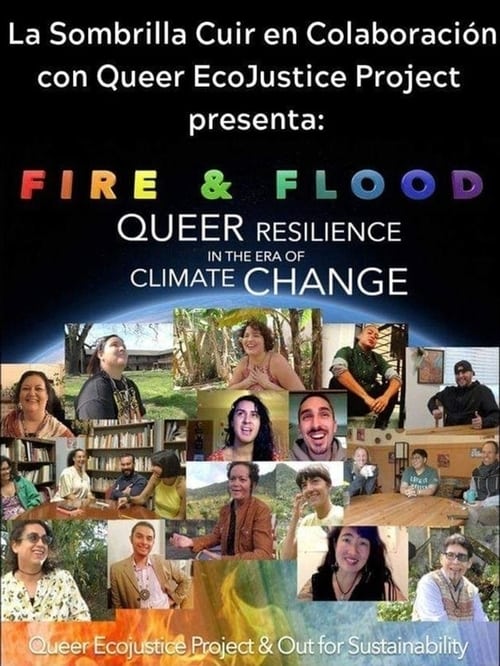 La Sombrilla Cuir en Colaboración
con Queer EcoJustice Project
presenta:
FIRE & FLOOD
QUEER RESILIENCE
IN THE ERA OF
CLIMATE CHANGE
Queer Ecojustice Project & Out for Sustainability